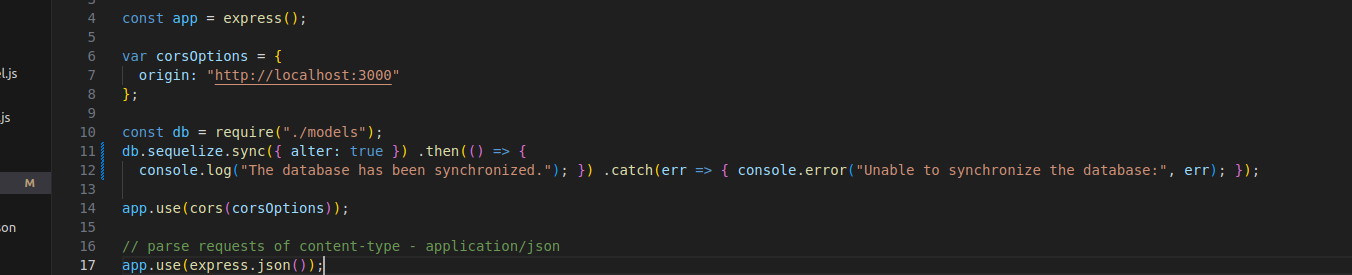 4 const app = express();
5
6 var corsOptions = {
l.js
7 origin: "http://localhost:3000"
8 };
9
js
10 const db = require("./models");
11 db.sequelize.sync({ alter: true }) .then(() => {
12 console.log("The database has been synchronized."); }) .catch(err => { console.error("Unable to synchronize the database:", err); });
M
13
14 app.use(cors(corsOptions));
15
son
16 // parse requests of content-type - application/json
17 app.use(express.json());